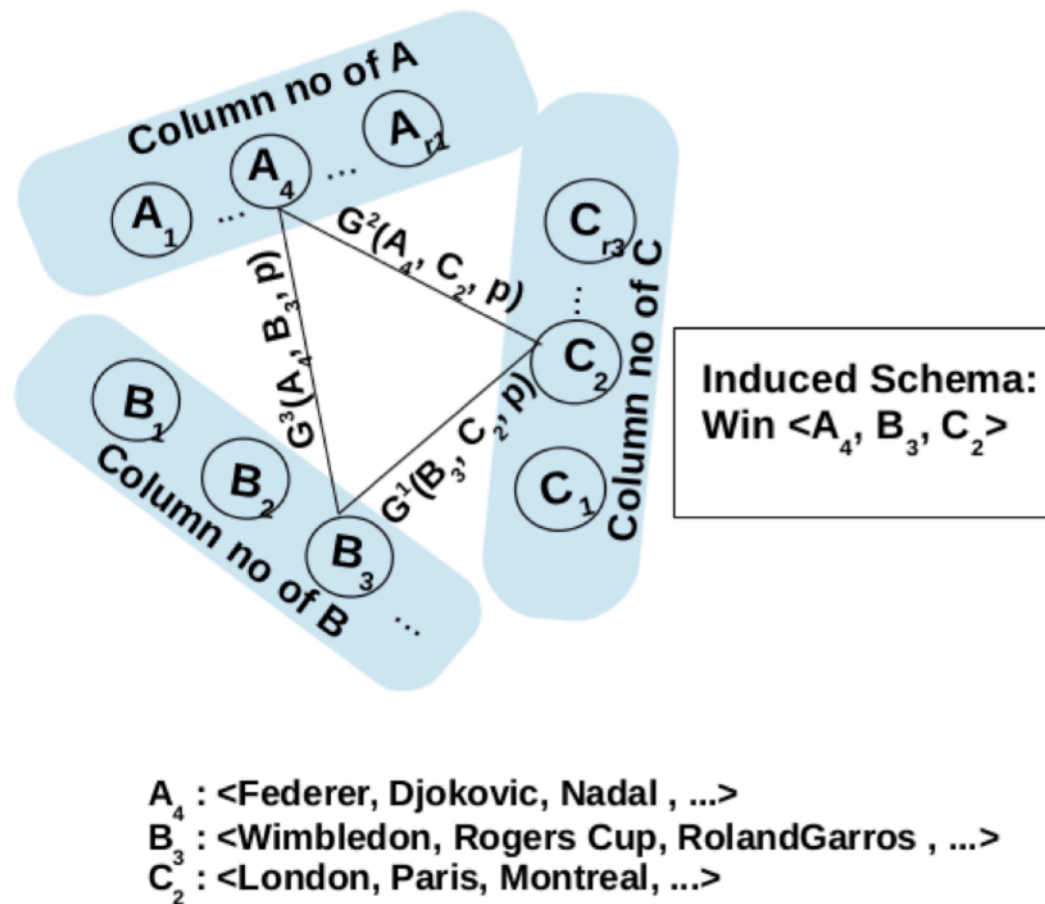 Column no of A
A₁ ... A₄ ... Aᵣ₁
G²(A₄, C₂, p)
G³(A₄, B₃, p)
G¹(B₃, C₂, p)
B₁
B₂
B₃
...
Column no of B
Cᵣ₃
...
C₂
C₁
Column no of C
Induced Schema:
Win <A₄, B₃, C₂>
A₄ : <Federer, Djokovic, Nadal , ...>
B₃ : <Wimbledon, Rogers Cup, RolandGarros , ...>
C₂ : <London, Paris, Montreal, ...>